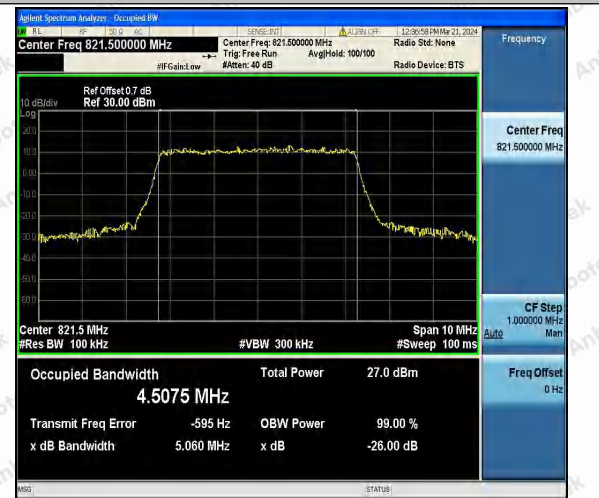 Agilent Spectrum Analyzer - Occupied BW
RL RF 50 Ω AC SENSE:INT ALIGN OFF 12:36:58 PM Mar 21, 2024
Center Freq 821.500000 MHz
Center Freq: 821.500000 MHz
Radio Std: None
Trig: Free Run Avg|Hold: 100/100
#IFGain:Low #Atten: 40 dB Radio Device: BTS
Frequency
Ref Offset 0.7 dB
10 dB/div Ref 30.00 dBm
Log
20.0
10.0
0.00
-10.0
-20.0
-30.0
-40.0
-50.0
-60.0
Center Freq
821.500000 MHz
CF Step
1.000000 MHz
Auto Man
Freq Offset
0 Hz
Center 821.5 MHz Span 10 MHz
#Res BW 100 kHz #VBW 300 kHz #Sweep 100 ms
Occupied Bandwidth Total Power 27.0 dBm
4.5075 MHz
Transmit Freq Error -595 Hz OBW Power 99.00 %
x dB Bandwidth 5.060 MHz x dB -26.00 dB
MSG STATUS